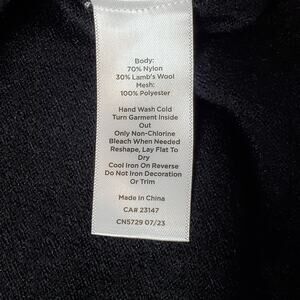 Body:
70% Nylon
30% Lamb's Wool
Mesh:
100% Polyester
Hand Wash Cold
Turn Garment Inside
Out
Only Non-Chlorine
Bleach When Needed
Reshape, Lay Flat To
Dry
Cool Iron On Reverse
Do Not Iron Decoration
Or Trim
Made in China
CA# 23147
CN5729 07/23